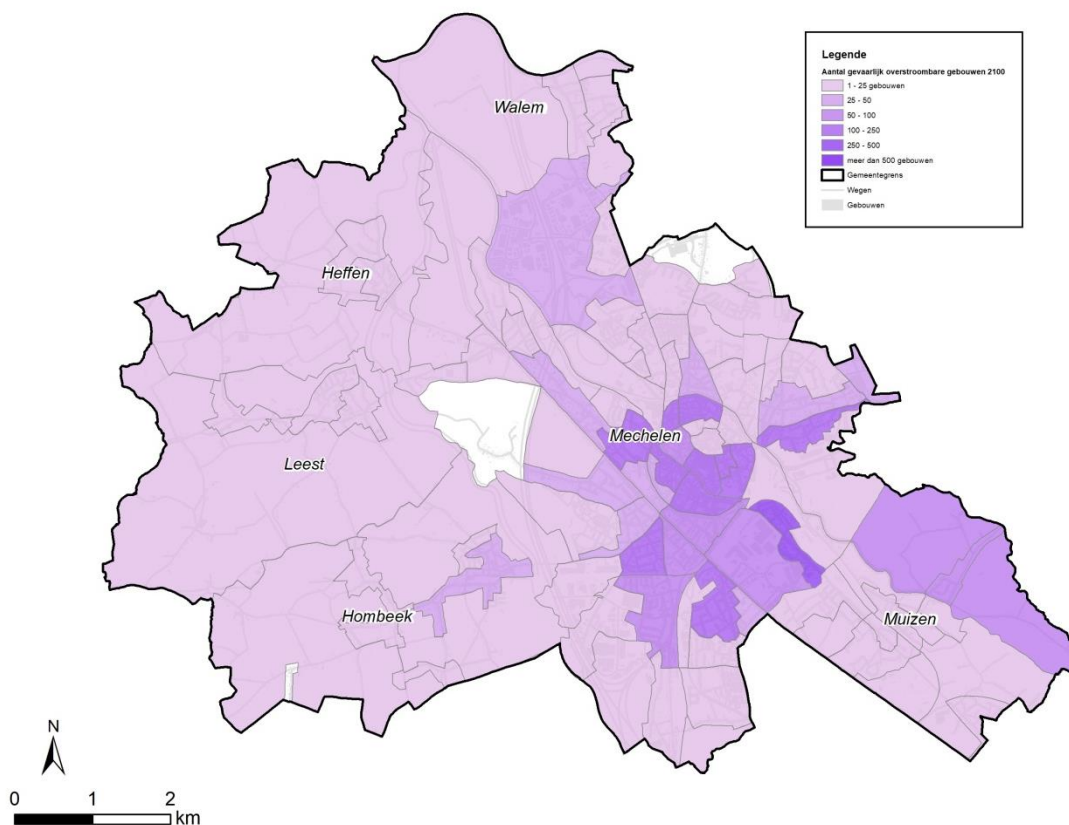 Legende
Aantal gevaarlijk overstroombare gebouwen 2100
1 - 25 gebouwen
25 - 50
50 - 100
100 - 250
250 - 500
meer dan 500 gebouwen
Gemeentegrens
Wegen
Gebouwen
Walem
Heffen
Mechelen
Leest
Hombeek
Muizen
N
0 1 2
km